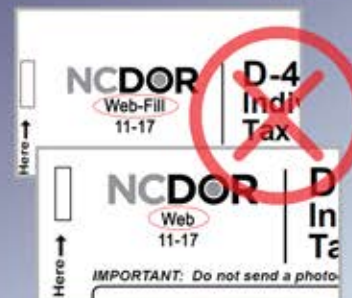 NCDOR
Web-Fill
11-17
D-4
Indi
Tax
Here→
NCDOR
Web
11-17
D
In
Ta
Here→
IMPORTANT: Do not send a photo